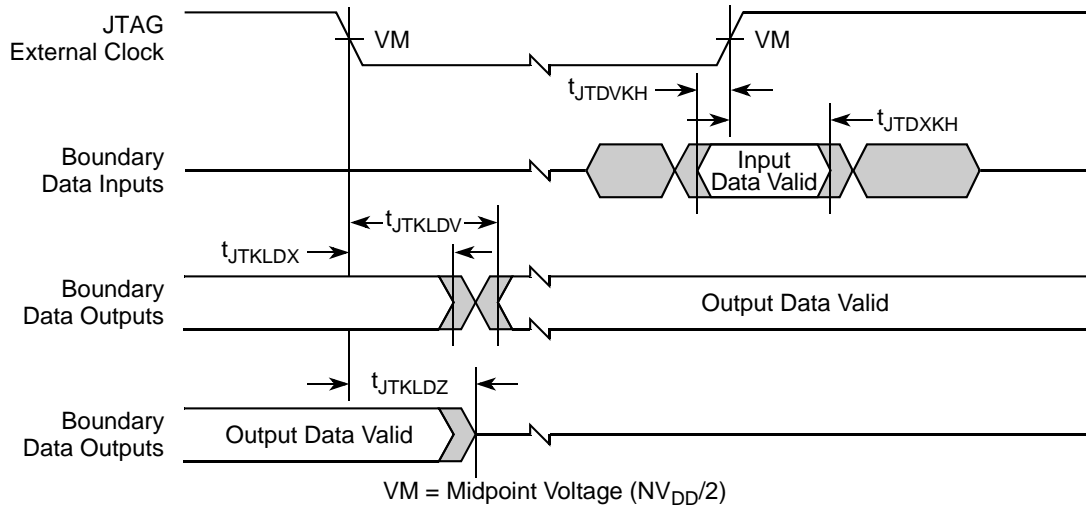 JTAG
External Clock
VM
VM
tJTDVKH
tJTDXKH
Boundary
Data Inputs
Input
Data Valid
tJTKLDV
tJTKLDX
Boundary
Data Outputs
Output Data Valid
tJTKLDZ
Boundary
Data Outputs
Output Data Valid
VM = Midpoint Voltage (NVDD/2)